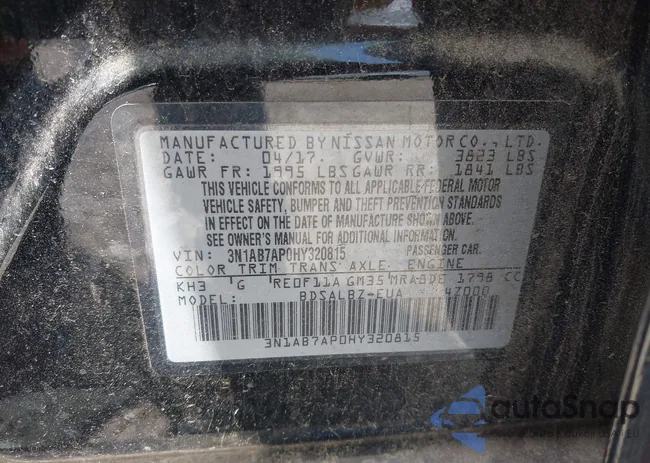 MANUFACTURED BY NISSAN MOTOR CO., LTD.
DATE: 04/17 GVWR: 3823 LBS
GAWR FR: 1995 LBS GAWR RR: 1841 LBS
THIS VEHICLE CONFORMS TO ALL APPLICABLE FEDERAL MOTOR
VEHICLE SAFETY, BUMPER AND THEFT PREVENTION STANDARDS
IN EFFECT ON THE DATE OF MANUFACTURE SHOWN ABOVE.
SEE OWNER'S MANUAL FOR ADDITIONAL INFORMATION.
VIN: 3N1AB7AP0HY320815 PASSENGER CAR.
COLOR TRIM TRANS AXLE ENGINE
KH3 G RE0F11A GM35 MRA8DE 1798 CC
MODEL: BDSALBZ-EUA 47000
3N1AB7AP0HY320815
autoSnap